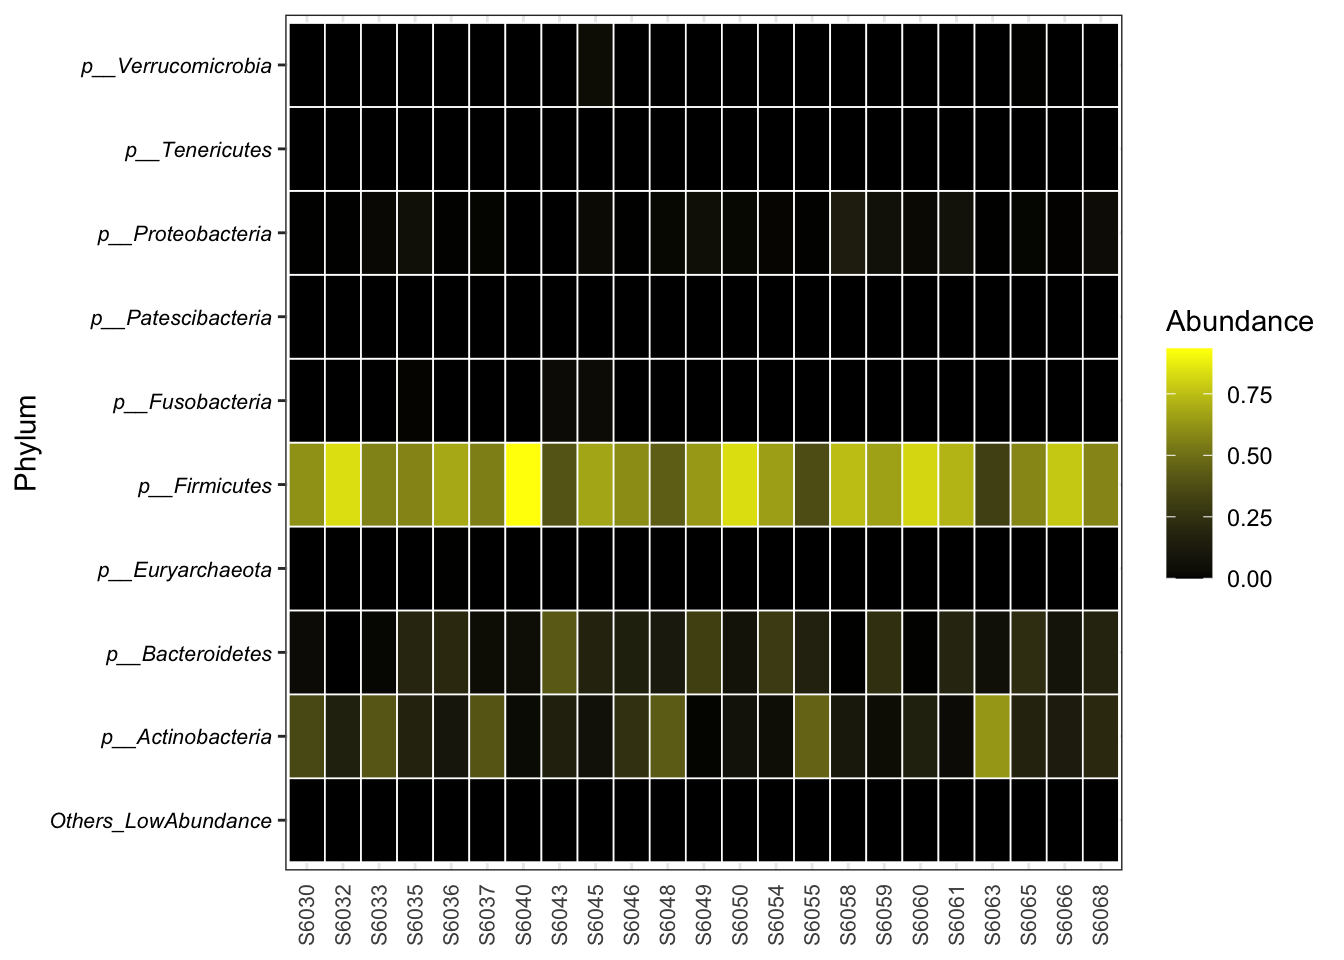 p__Verrucomicrobia
p__Tenericutes
p__Proteobacteria
p__Patescibacteria
p__Fusobacteria
p__Firmicutes
p__Euryarchaeota
p__Bacteroidetes
p__Actinobacteria
Others_LowAbundance
Phylum
S6030
S6032
S6033
S6035
S6036
S6037
S6040
S6043
S6045
S6046
S6048
S6049
S6050
S6054
S6055
S6058
S6059
S6060
S6061
S6063
S6065
S6066
S6068
Abundance
0.75
0.50
0.25
0.00